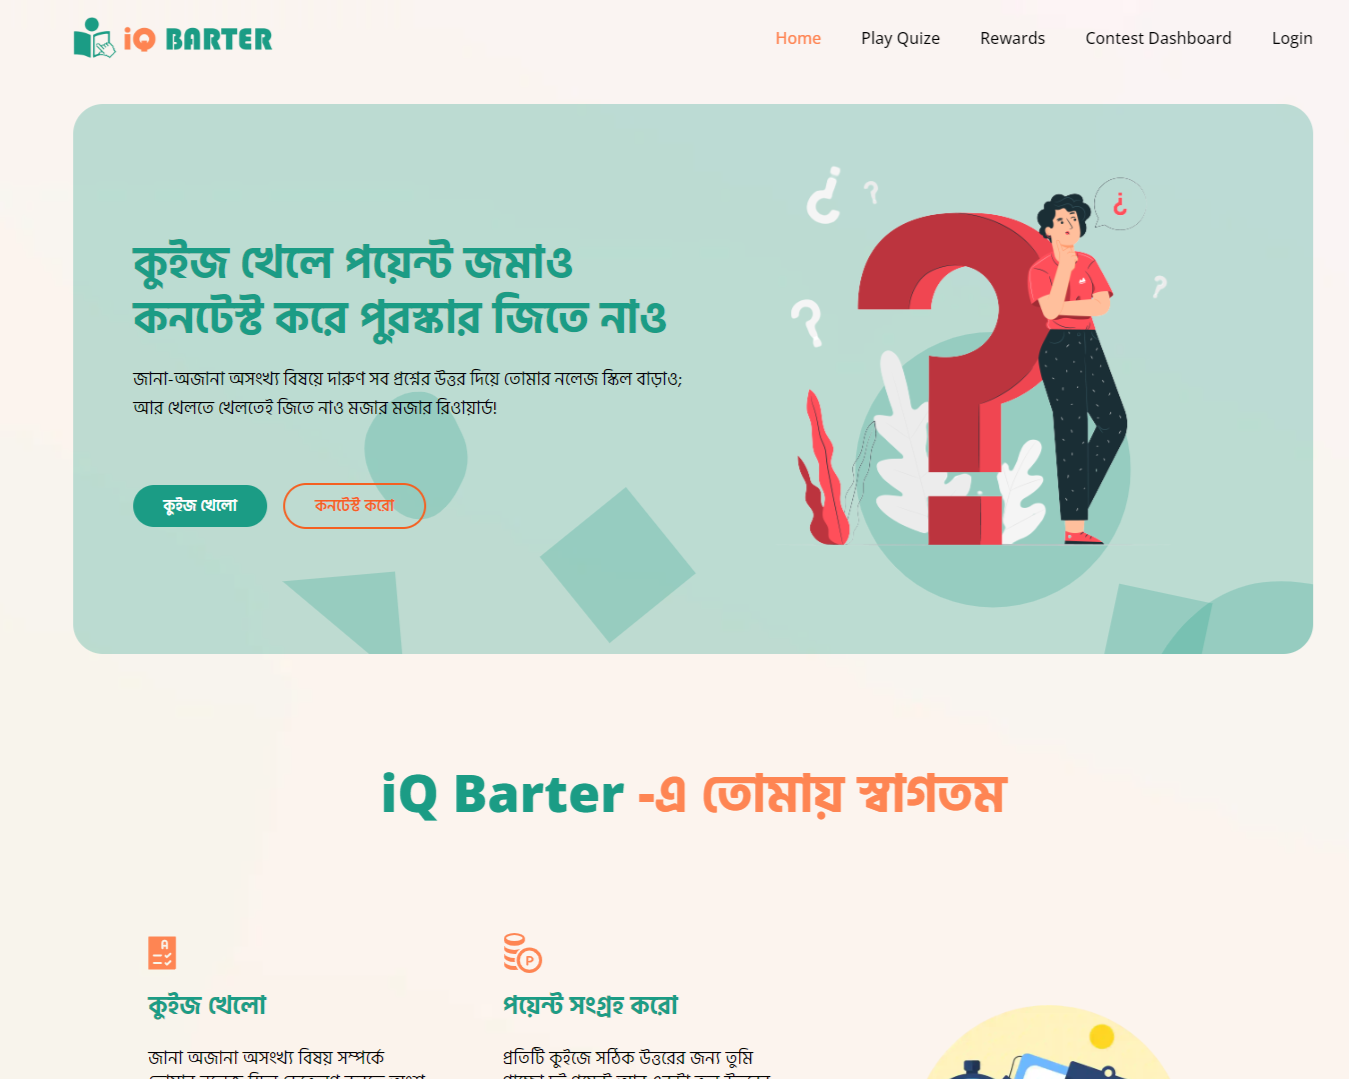 iQ BARTER
Home Play Quize Rewards Contest Dashboard Login
কুইজ খেলে পয়েন্ট জমাও
কনটেস্ট করে পুরস্কার জিতে নাও
জানা-অজানা অসংখ্য বিষয়ে দারুণ সব প্রশ্নের উত্তর দিয়ে তোমার নলেজ স্কিল বাড়াও;
আর খেলতে খেলতেই জিতে নাও মজার মজার রিওয়ার্ড!
কুইজ খেলো
কনটেস্ট করো
iQ Barter -এ তোমায় স্বাগতম
কুইজ খেলো
জানা অজানা অসংখ্য বিষয় সম্পর্কে
পয়েন্ট সংগ্রহ করো
প্রতিটি কুইজে সঠিক উত্তরের জন্য তুমি